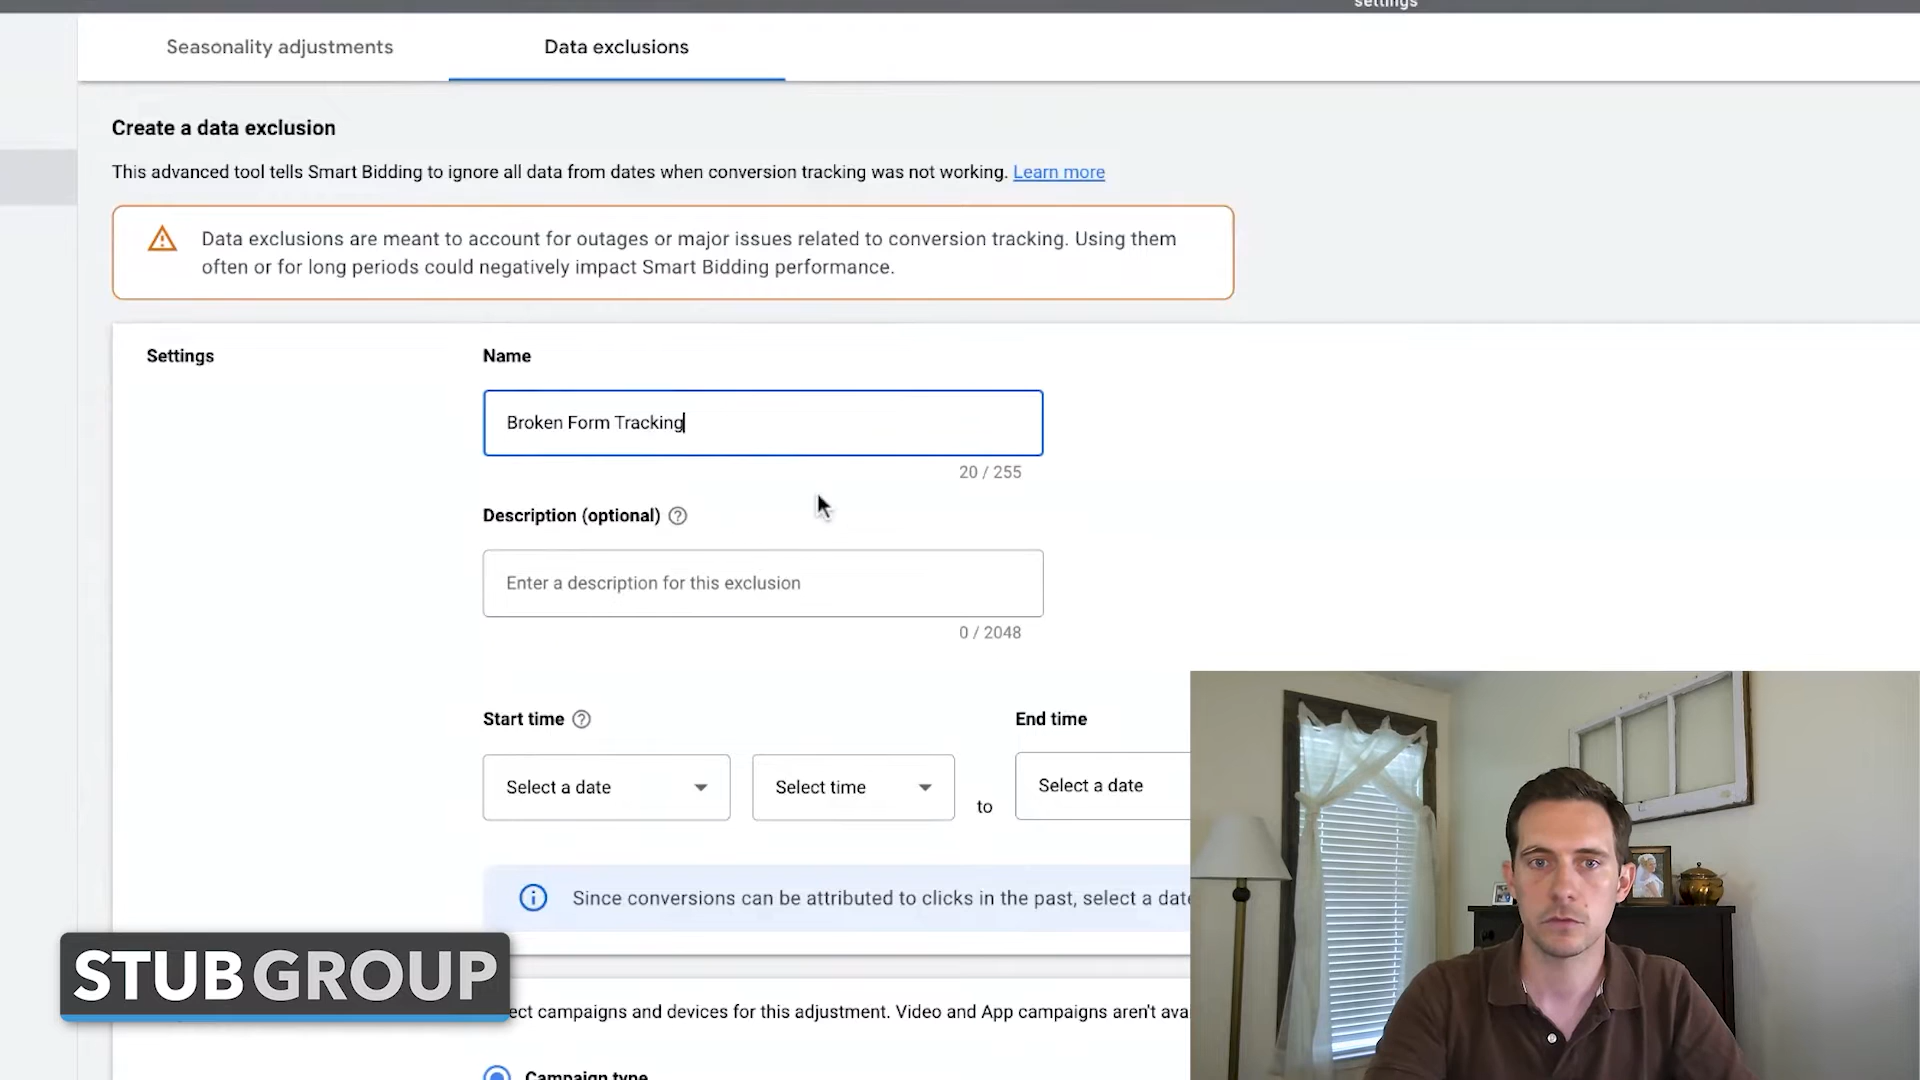 settings
Seasonality adjustments
Data exclusions
Create a data exclusion
This advanced tool tells Smart Bidding to ignore all data from dates when conversion tracking was not working. Learn more
Data exclusions are meant to account for outages or major issues related to conversion tracking. Using them
often or for long periods could negatively impact Smart Bidding performance.
Settings
Name
Broken Form Tracking
20 / 255
Description (optional)
Enter a description for this exclusion
0 / 2048
Start time
End time
Select a date
Select time
to
Select a date
Since conversions can be attributed to clicks in the past, select a date
STUBGROUP
ect campaigns and devices for this adjustment. Video and App campaigns aren't ava
Campaign type